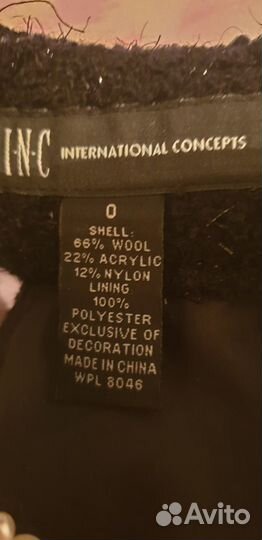 I·N·C INTERNATIONAL CONCEPTS
0
SHELL:
66% WOOL
22% ACRYLIC
12% NYLON
LINING
100%
POLYESTER
EXCLUSIVE OF
DECORATION
MADE IN CHINA
WPL 8046
Avito